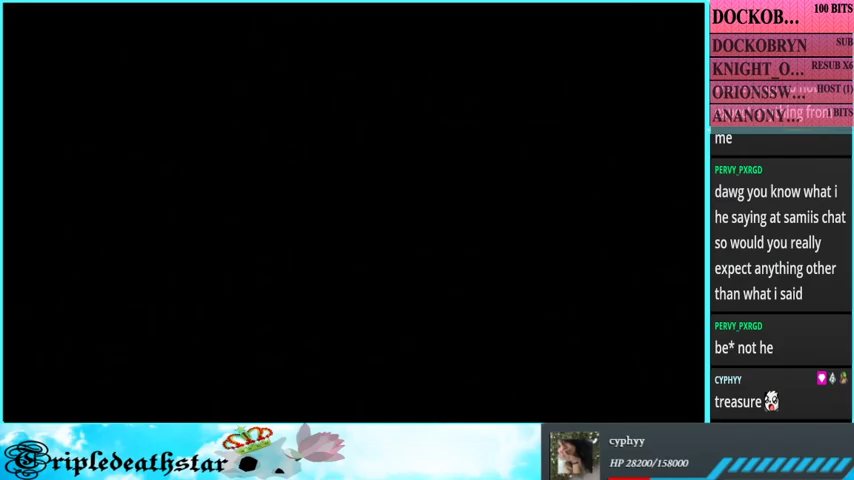 DOCKOB... 100 BITS
DOCKOBRYN SUB
KNIGHT_O... RESUB X6
ORIONSSW... HOST (1)
ANANONY... 1 BITS
me
PERVY_PXRGD
dawg you know what i
he saying at samiis chat
so would you really
expect anything other
than what i said
PERVY_PXRGD
be* not he
CYPHYY
treasure
Tripledeathstar
cyphyy
HP 28200/158000